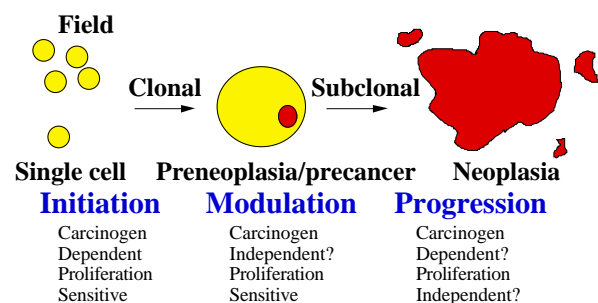 Field
Clonal
Subclonal
Single cell
Preneoplasia/precancer
Neoplasia
Initiation
Modulation
Progression
Carcinogen
Dependent
Proliferation
Sensitive
Carcinogen
Independent?
Proliferation
Sensitive
Carcinogen
Dependent?
Proliferation
Independent?